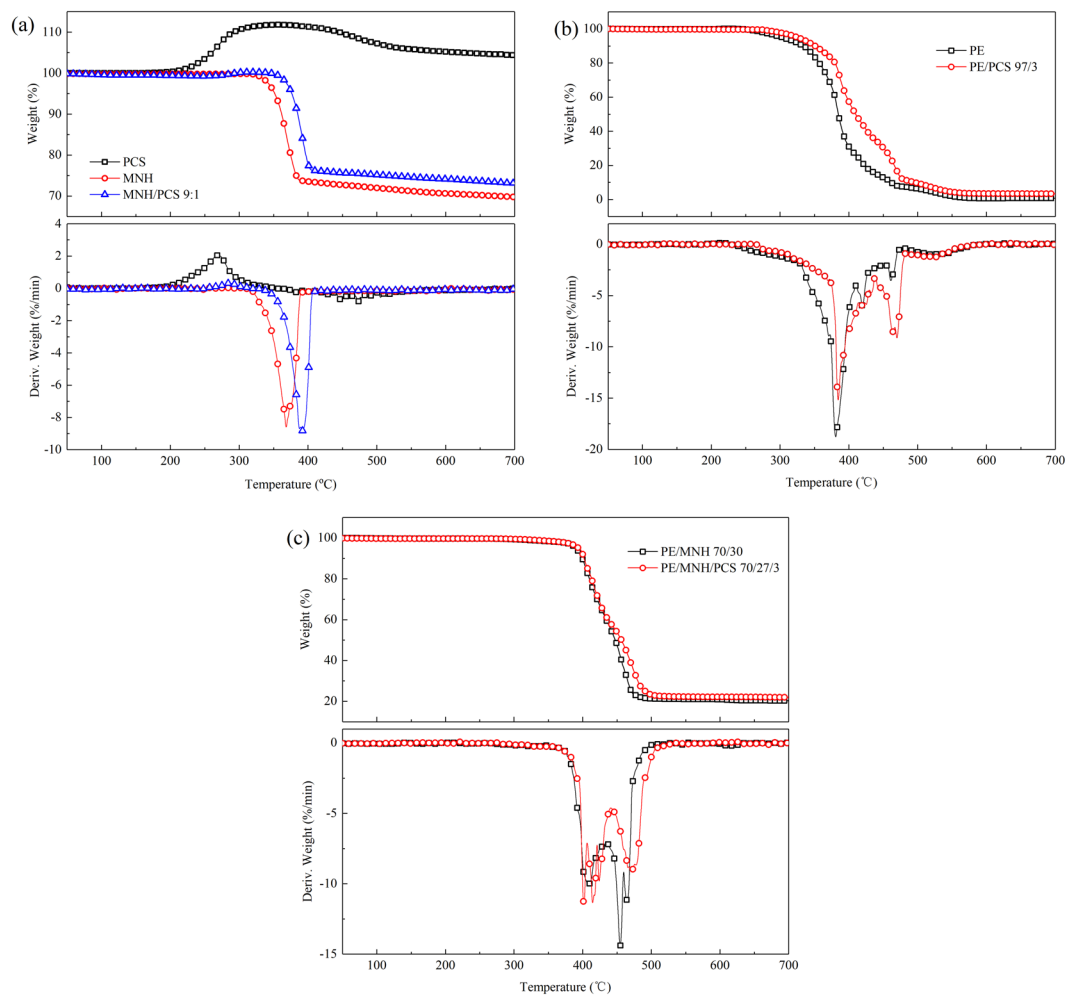 (a)
110
100
90
80
70
Weight (%)
PCS
MNH
MNH/PCS 9:1
4
2
0
-2
-4
-6
-8
-10
Deriv. Weight (%/min)
100 200 300 400 500 600 700
Temperature (°C)
(b)
100
80
60
40
20
0
Weight (%)
PE
PE/PCS 97/3
0
-5
-10
-15
-20
Deriv. Weight (%/min)
100 200 300 400 500 600 700
Temperature (℃)
(c)
100
80
60
40
20
Weight (%)
PE/MNH 70/30
PE/MNH/PCS 70/27/3
0
-5
-10
-15
Deriv. Weight (%/min)
100 200 300 400 500 600 700
Temperature (℃)